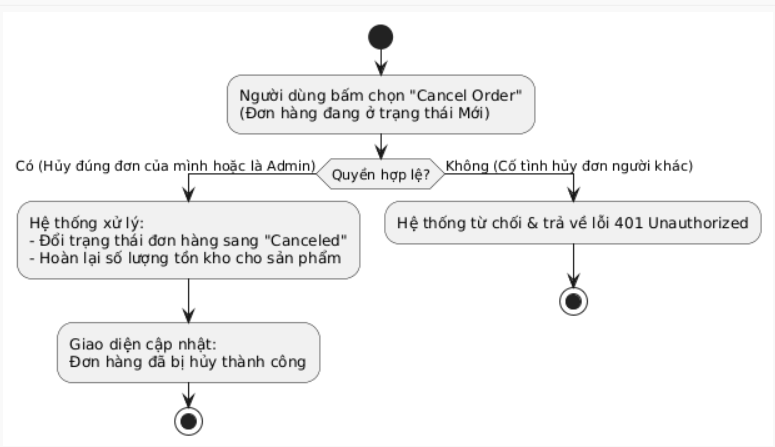 Người dùng bấm chọn "Cancel Order"
(Đơn hàng đang ở trạng thái Mới)
Có (Hủy đúng đơn của mình hoặc là Admin)
Quyền hợp lệ?
Không (Cố tình hủy đơn người khác)
Hệ thống xử lý:
- Đổi trạng thái đơn hàng sang "Canceled"
- Hoàn lại số lượng tồn kho cho sản phẩm
Hệ thống từ chối & trả về lỗi 401 Unauthorized
Giao diện cập nhật:
Đơn hàng đã bị hủy thành công